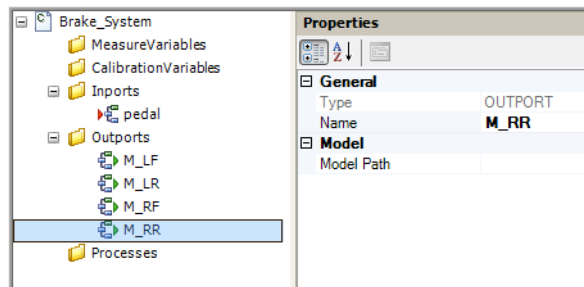 Brake_System
MeasureVariables
CalibrationVariables
Inports
pedal
Outports
M_LF
M_LR
M_RF
M_RR
Processes
Properties
General
Type OUTPORT
Name M_RR
Model
Model Path